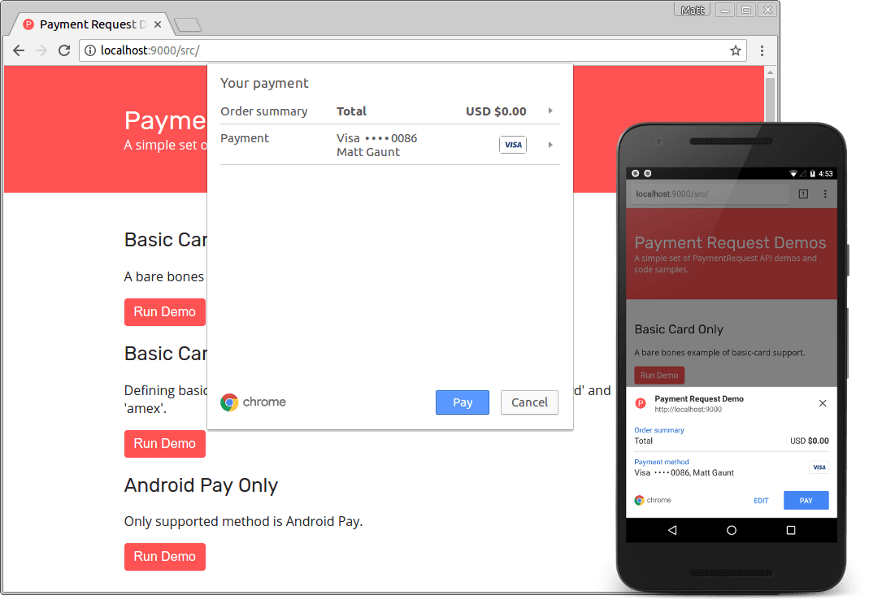 Matt
Payment Request D
localhost:9000/src/
Payme
A simple set o
Basic Car
A bare bones
Run Demo
Basic Car
Defining basic
rd' and
'amex'.
Run Demo
Android Pay Only
Only supported method is Android Pay.
Run Demo
Your payment
Order summary Total USD $0.00
Payment Visa •••• 0086
Matt Gaunt
VISA
chrome
Pay Cancel
4:53
localhost:9000/src/
1
Payment Request Demos
A simple set of PaymentRequest API demos and
code samples.
Basic Card Only
A bare bones example of basic-card support.
Run Demo
P Payment Request Demo
http://localhost:9000
Order summary
Total USD $0.00
Payment method
Visa •••• 0086, Matt Gaunt VISA
chrome EDIT PAY